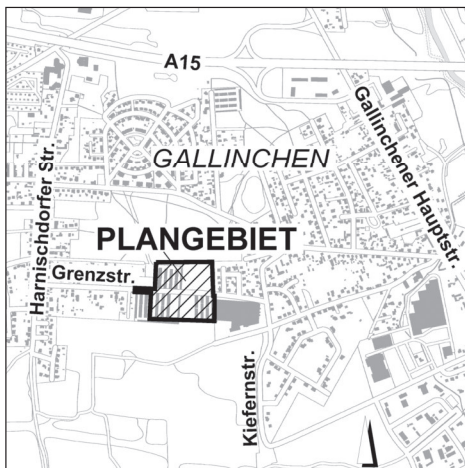 A15
GALLINCHEN
Gallinchener Hauptstr.
Harnischdorfer Str.
PLANGEBIET
Grenzstr.
Kiefernstr.